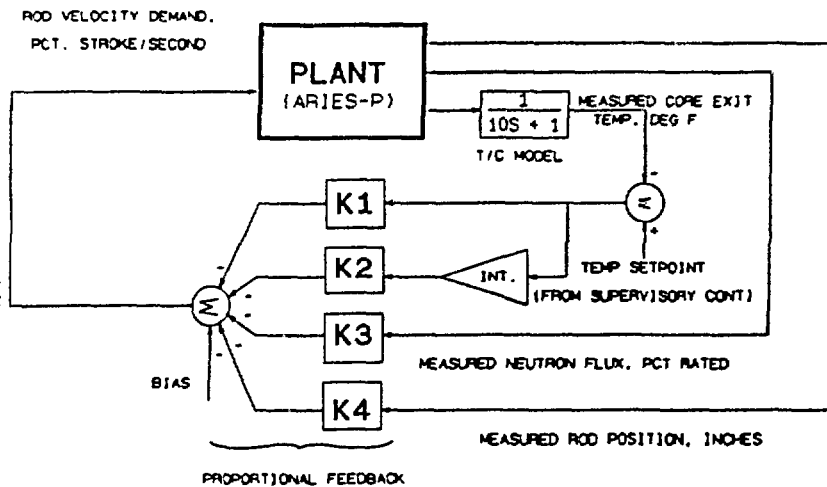 ROD VELOCITY DEMAND,
PCT. STROKE/SECOND
PLANT
(ARIES-P)
1
10S + 1
T/C MODEL
MEASURED CORE EXIT
TEMP. DEG F
-
+
K1
K2
INT.
TEMP SETPOINT
(FROM SUPERVISORY CONT)
K3
MEASURED NEUTRON FLUX, PCT RATED
BIAS
K4
MEASURED ROD POSITION, INCHES
PROPORTIONAL FEEDBACK